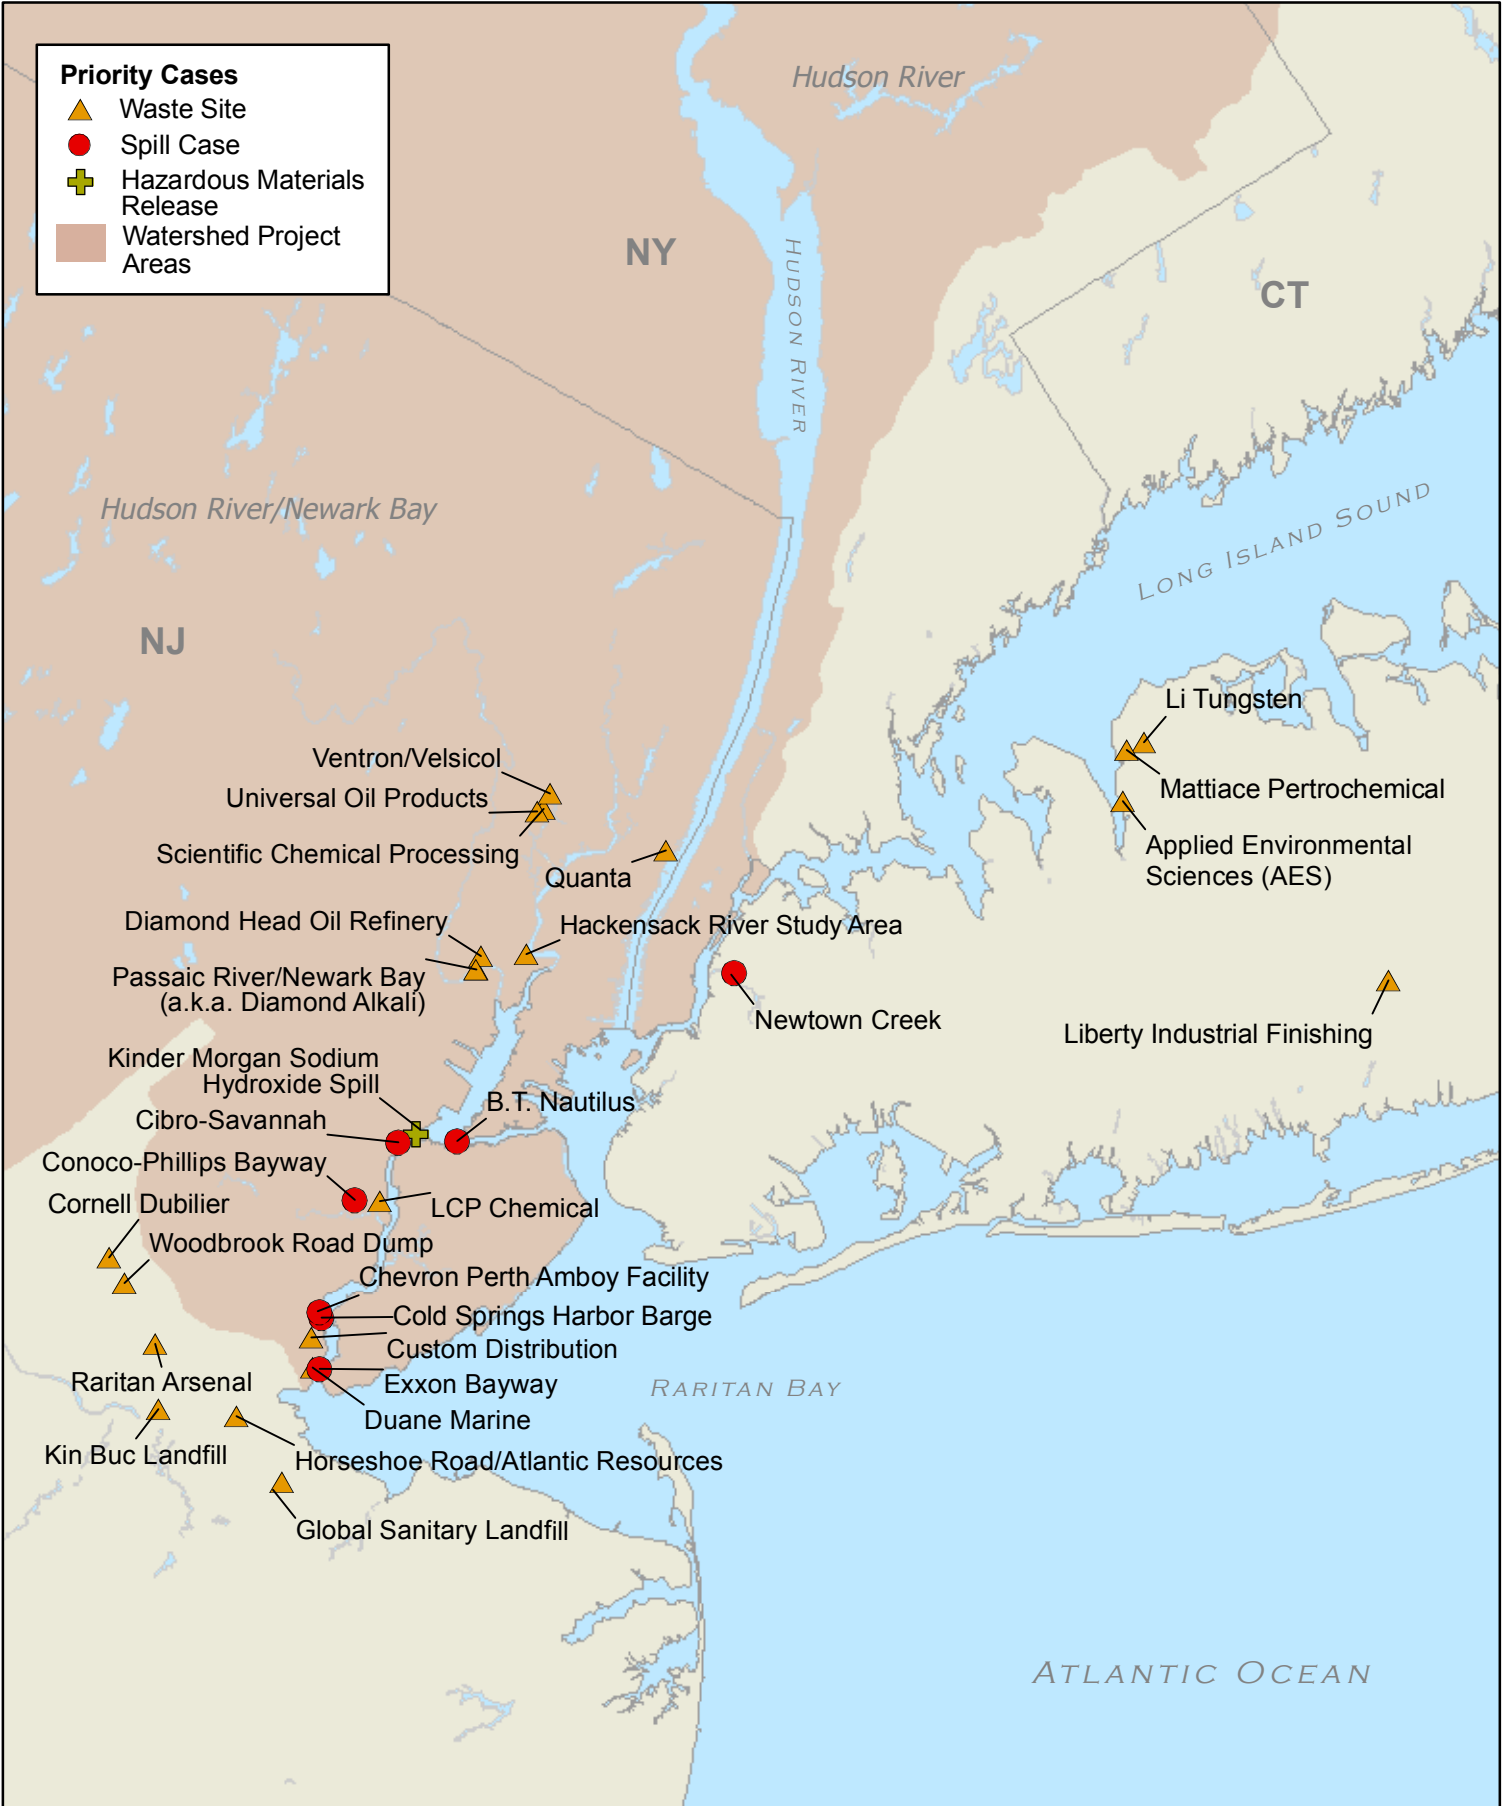 Priority Cases
Waste Site
Spill Case
Hazardous Materials
Release
Watershed Project
Areas
Hudson River
NY
HUDSON RIVER
CT
Hudson River/Newark Bay
LONG ISLAND SOUND
NJ
Li Tungsten
Ventron/Velsicol
Mattiace Pertrochemical
Universal Oil Products
Applied Environmental
Sciences (AES)
Scientific Chemical Processing
Quanta
Diamond Head Oil Refinery
Hackensack River Study Area
Passaic River/Newark Bay
(a.k.a. Diamond Alkali)
Newtown Creek
Liberty Industrial Finishing
Kinder Morgan Sodium
Hydroxide Spill
B.T. Nautilus
Cibro-Savannah
Conoco-Phillips Bayway
Cornell Dubilier
LCP Chemical
Woodbrook Road Dump
Chevron Perth Amboy Facility
Cold Springs Harbor Barge
Custom Distribution
Raritan Arsenal
Exxon Bayway
RARITAN BAY
Duane Marine
Kin Buc Landfill
Horseshoe Road/Atlantic Resources
Global Sanitary Landfill
ATLANTIC OCEAN